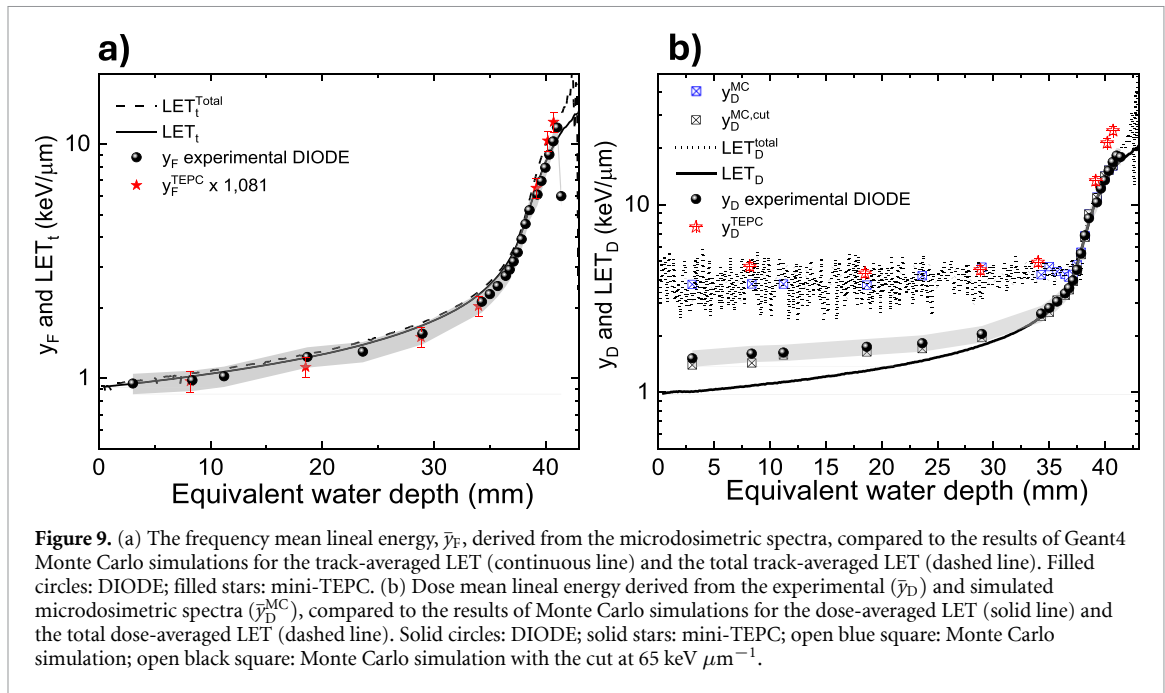 a)
b)
LET_t^Total
LET_t
y_F experimental DIODE
y_F^TEPC x 1,081
y_F and LET_t (keV/μm)
10
1
0 10 20 30 40
Equivalent water depth (mm)
y_D^MC
y_D^MC,cut
LET_D^total
LET_D
y_D experimental DIODE
y_D^TEPC
y_D and LET_D (keV/μm)
10
1
0 5 10 15 20 25 30 35 40
Equivalent water depth (mm)
Figure 9. (a) The frequency mean lineal energy, ȳ_F, derived from the microdosimetric spectra, compared to the results of Geant4
Monte Carlo simulations for the track-averaged LET (continuous line) and the total track-averaged LET (dashed line). Filled
circles: DIODE; filled stars: mini-TEPC. (b) Dose mean lineal energy derived from the experimental (ȳ_D) and simulated
microdosimetric spectra (ȳ_D^MC), compared to the results of Monte Carlo simulations for the dose-averaged LET (solid line) and
the total dose-averaged LET (dashed line). Solid circles: DIODE; solid stars: mini-TEPC; open blue square: Monte Carlo
simulation; open black square: Monte Carlo simulation with the cut at 65 keV μm⁻¹.